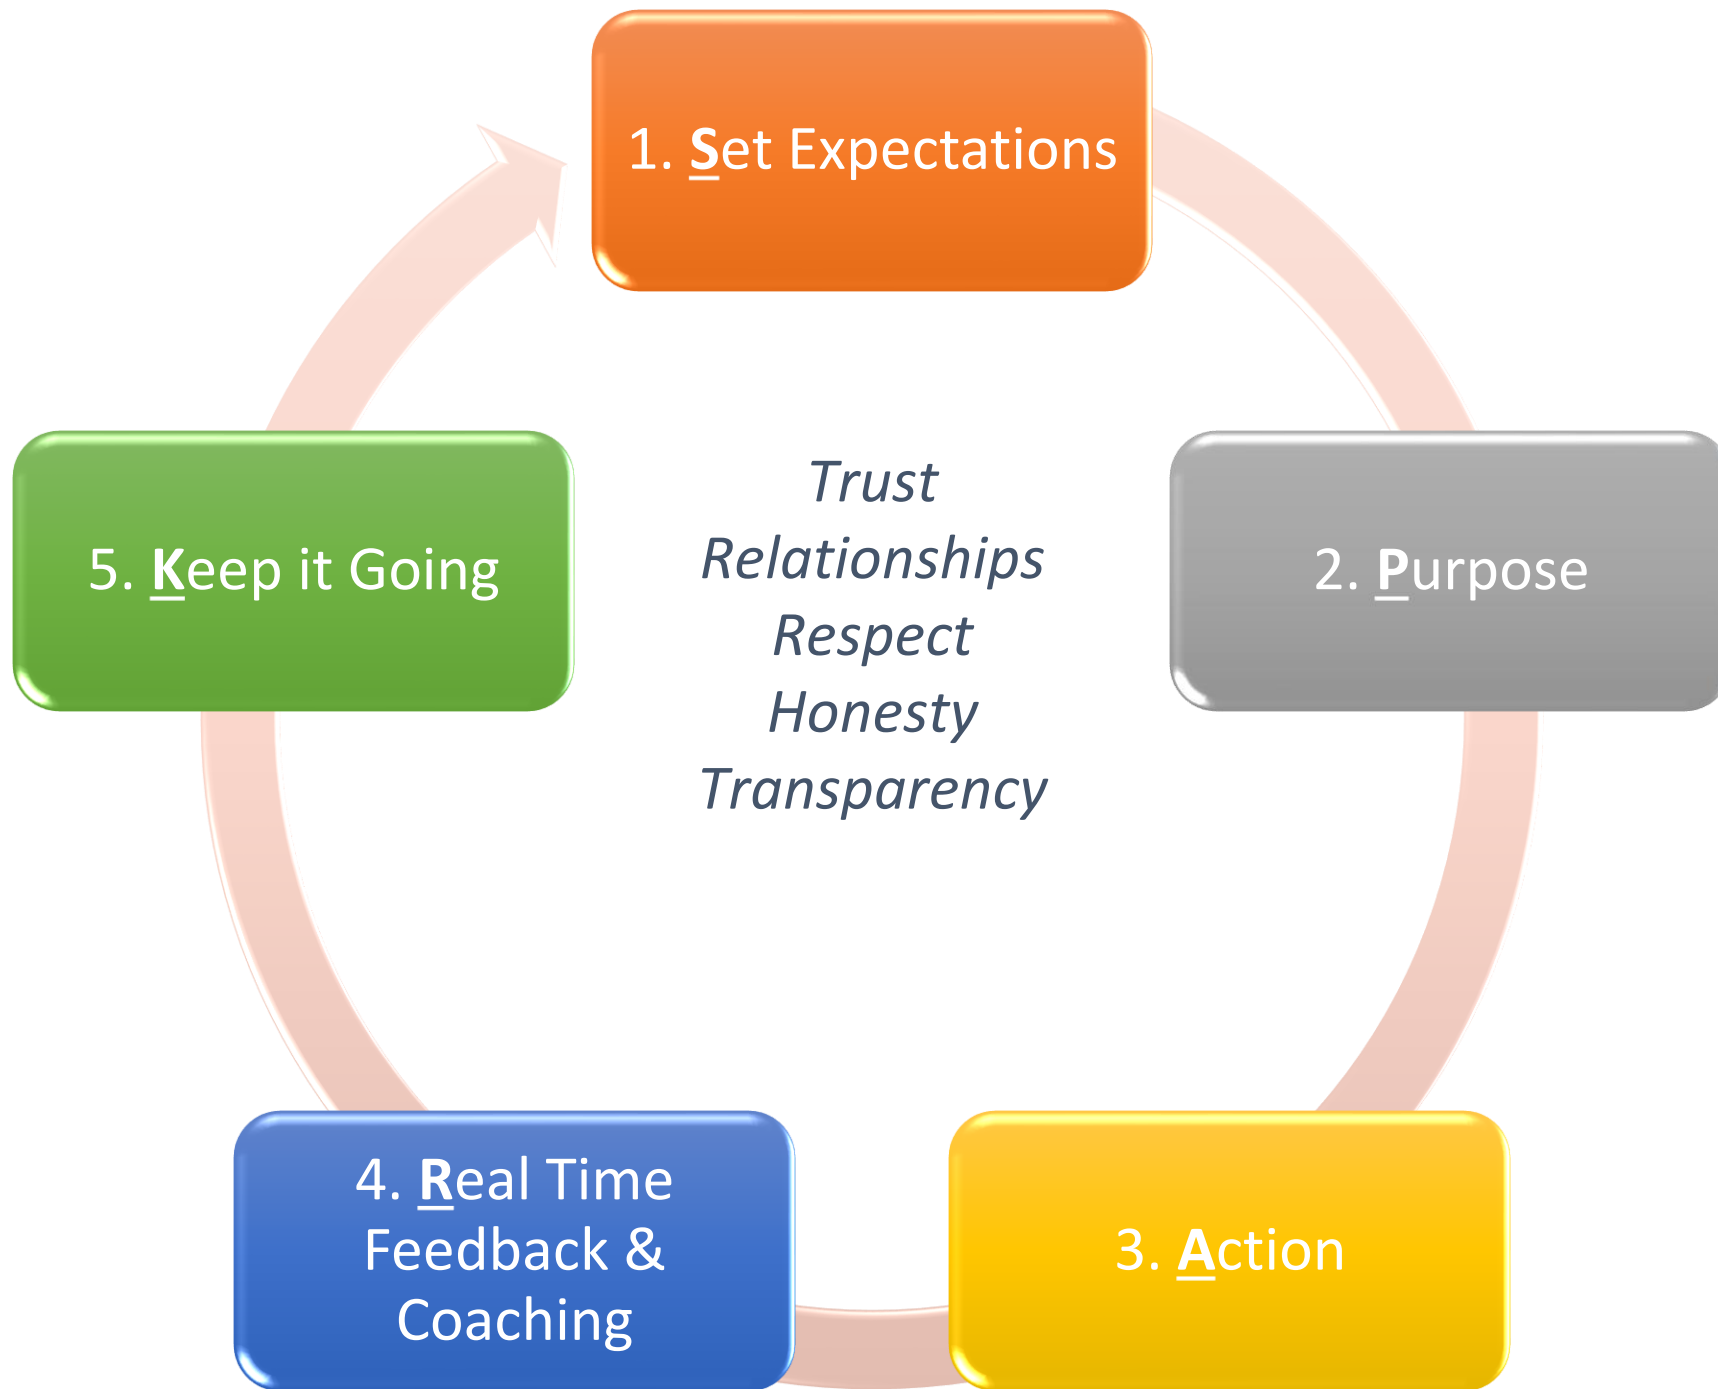 1. Set Expectations
2. Purpose
3. Action
4. Real Time
Feedback &
Coaching
5. Keep it Going
Trust
Relationships
Respect
Honesty
Transparency